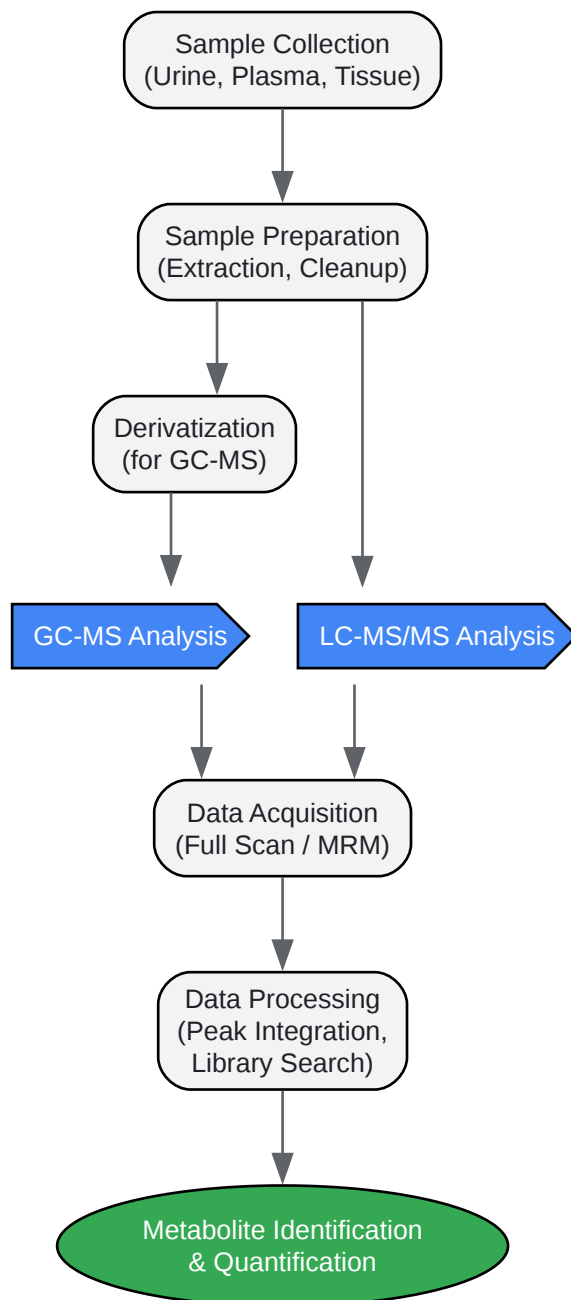 Sample Collection
(Urine, Plasma, Tissue)
Sample Preparation
(Extraction, Cleanup)
Derivatization
(for GC-MS)
GC-MS Analysis
LC-MS/MS Analysis
Data Acquisition
(Full Scan / MRM)
Data Processing
(Peak Integration,
Library Search)
Metabolite Identification
& Quantification